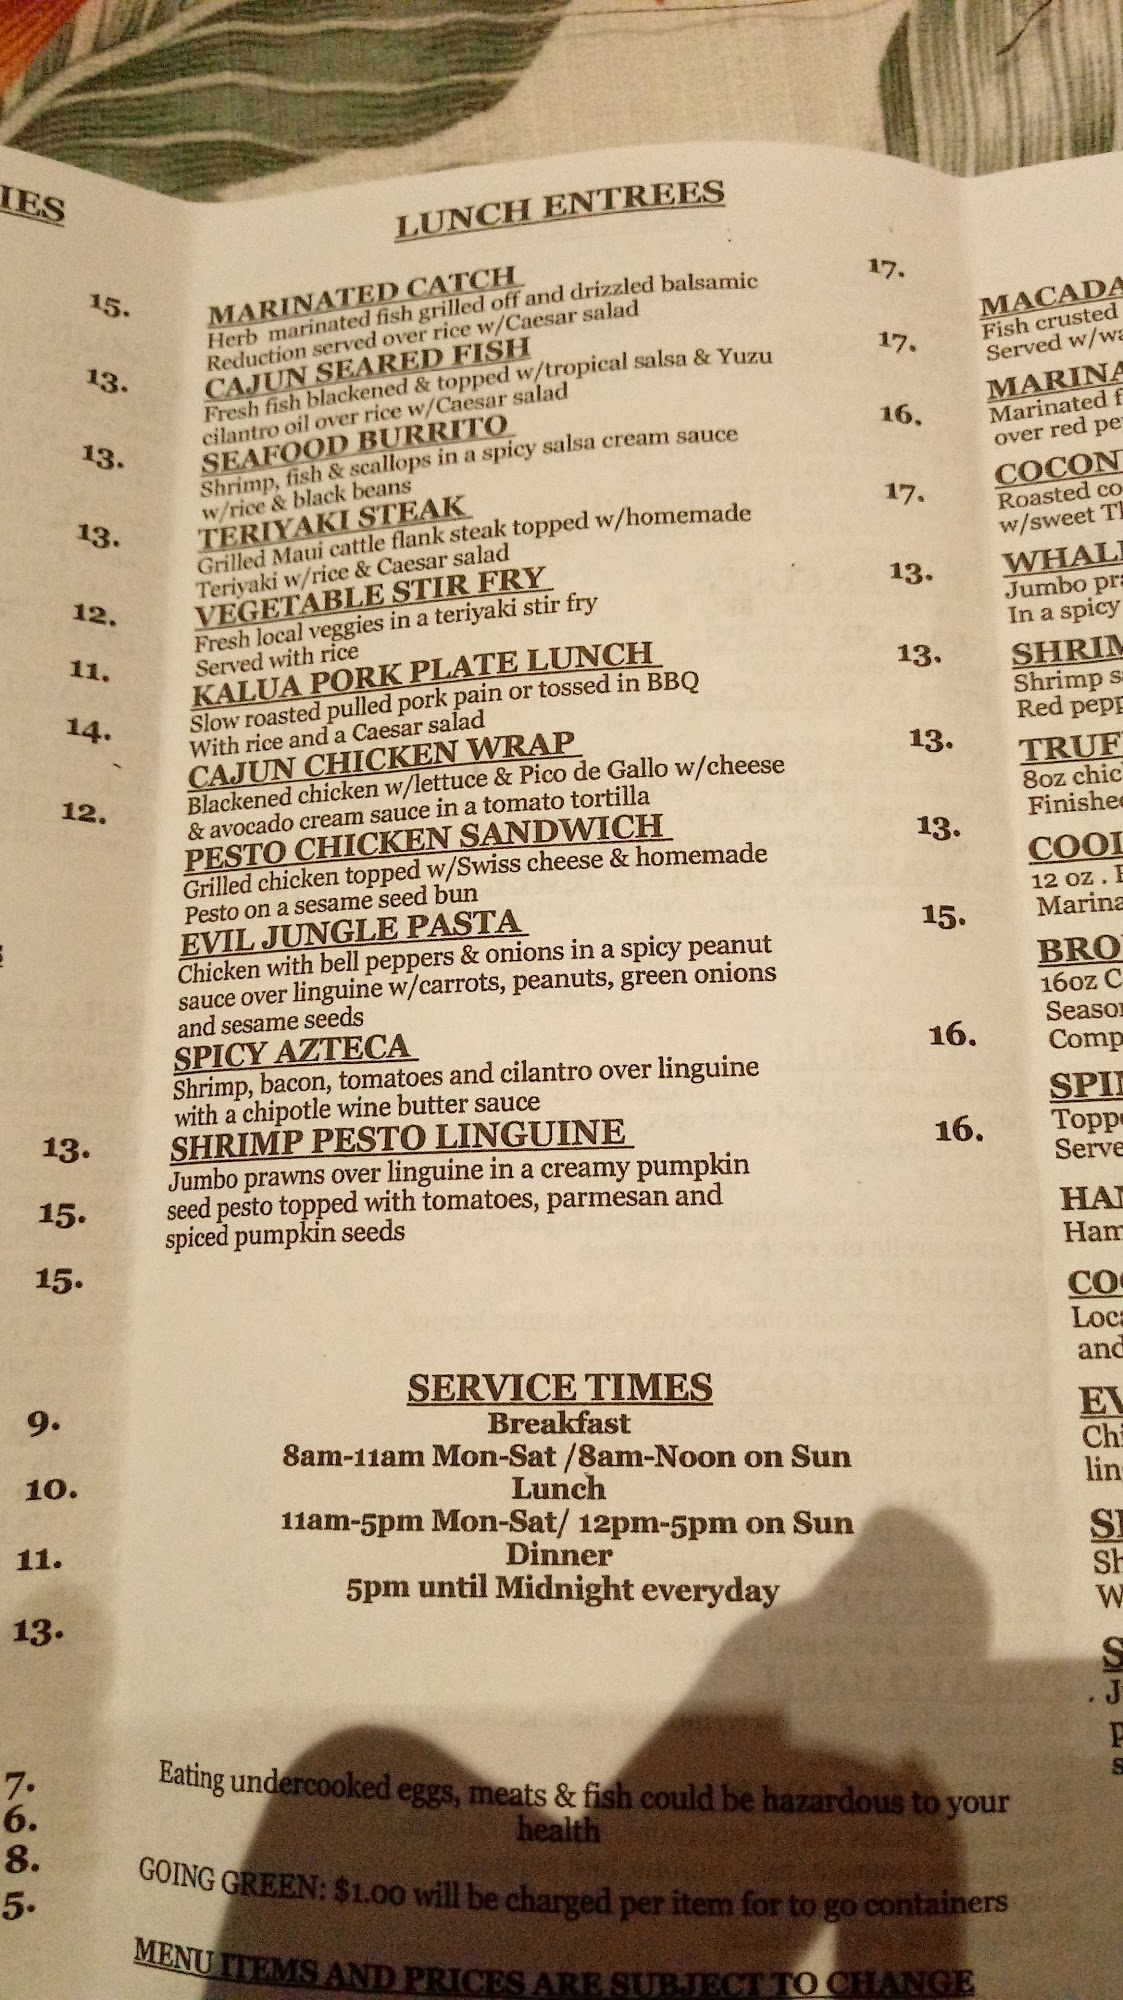 IES
15.
13.
13.
13.
12.
11.
14.
12.
13.
15.
15.
9.
10.
11.
13.
7.
6.
8.
5.
LUNCH ENTREES
MARINATED CATCH 17.
Herb marinated fish grilled off and drizzled balsamic
Reduction served over rice w/Caesar salad
CAJUN SEARED FISH 17.
Fresh fish blackened & topped w/tropical salsa & Yuzu
cilantro oil over rice w/Caesar salad
SEAFOOD BURRITO 16.
Shrimp, fish & scallops in a spicy salsa cream sauce
w/rice & black beans
TERIYAKI STEAK 17.
Grilled Maui cattle flank steak topped w/homemade
Teriyaki w/rice & Caesar salad
VEGETABLE STIR FRY 13.
Fresh local veggies in a teriyaki stir fry
Served with rice
KALUA PORK PLATE LUNCH 13.
Slow roasted pulled pork pain or tossed in BBQ
With rice and a Caesar salad
CAJUN CHICKEN WRAP 13.
Blackened chicken w/lettuce & Pico de Gallo w/cheese
& avocado cream sauce in a tomato tortilla
PESTO CHICKEN SANDWICH 13.
Grilled chicken topped w/Swiss cheese & homemade
Pesto on a sesame seed bun
EVIL JUNGLE PASTA 15.
Chicken with bell peppers & onions in a spicy peanut
sauce over linguine w/carrots, peanuts, green onions
and sesame seeds
SPICY AZTECA 16.
Shrimp, bacon, tomatoes and cilantro over linguine
with a chipotle wine butter sauce
SHRIMP PESTO LINGUINE 16.
Jumbo prawns over linguine in a creamy pumpkin
seed pesto topped with tomatoes, parmesan and
spiced pumpkin seeds
SERVICE TIMES
Breakfast
8am-11am Mon-Sat /8am-Noon on Sun
Lunch
11am-5pm Mon-Sat/ 12pm-5pm on Sun
Dinner
5pm until Midnight everyday
Eating undercooked eggs, meats & fish could be hazardous to your
health
GOING GREEN: $1.00 will be charged per item for to go containers
MENU ITEMS AND PRICES ARE SUBJECT TO CHANGE
MACADA
Fish crusted
Served w/wa
MARINA
Marinated f
over red pe
COCON
Roasted co
w/sweet Th
WHAL
Jumbo pra
In a spicy
SHRIM
Shrimp s
Red pepp
TRUF
8oz chic
Finished
COO
12 oz .
Marina
BRO
16oz C
Season
Comp
SPI
Topp
Serve
HAM
Ham
CO
Loca
and
EV
Chi
lin
S
Sh
W
S
. J
p
s